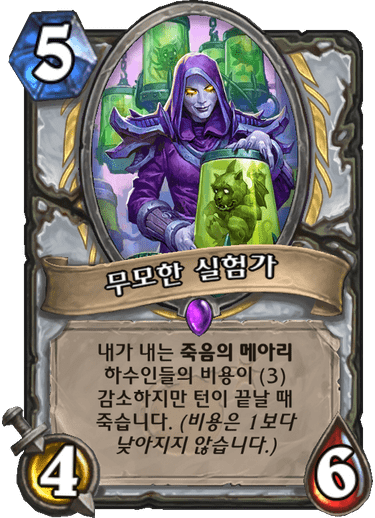 5
무모한 실험가
내가 내는 죽음의 메아리
하수인들의 비용이 (3)
감소하지만 턴이 끝날 때
죽습니다. (비용은 1보다
낮아지지 않습니다.)
4
6